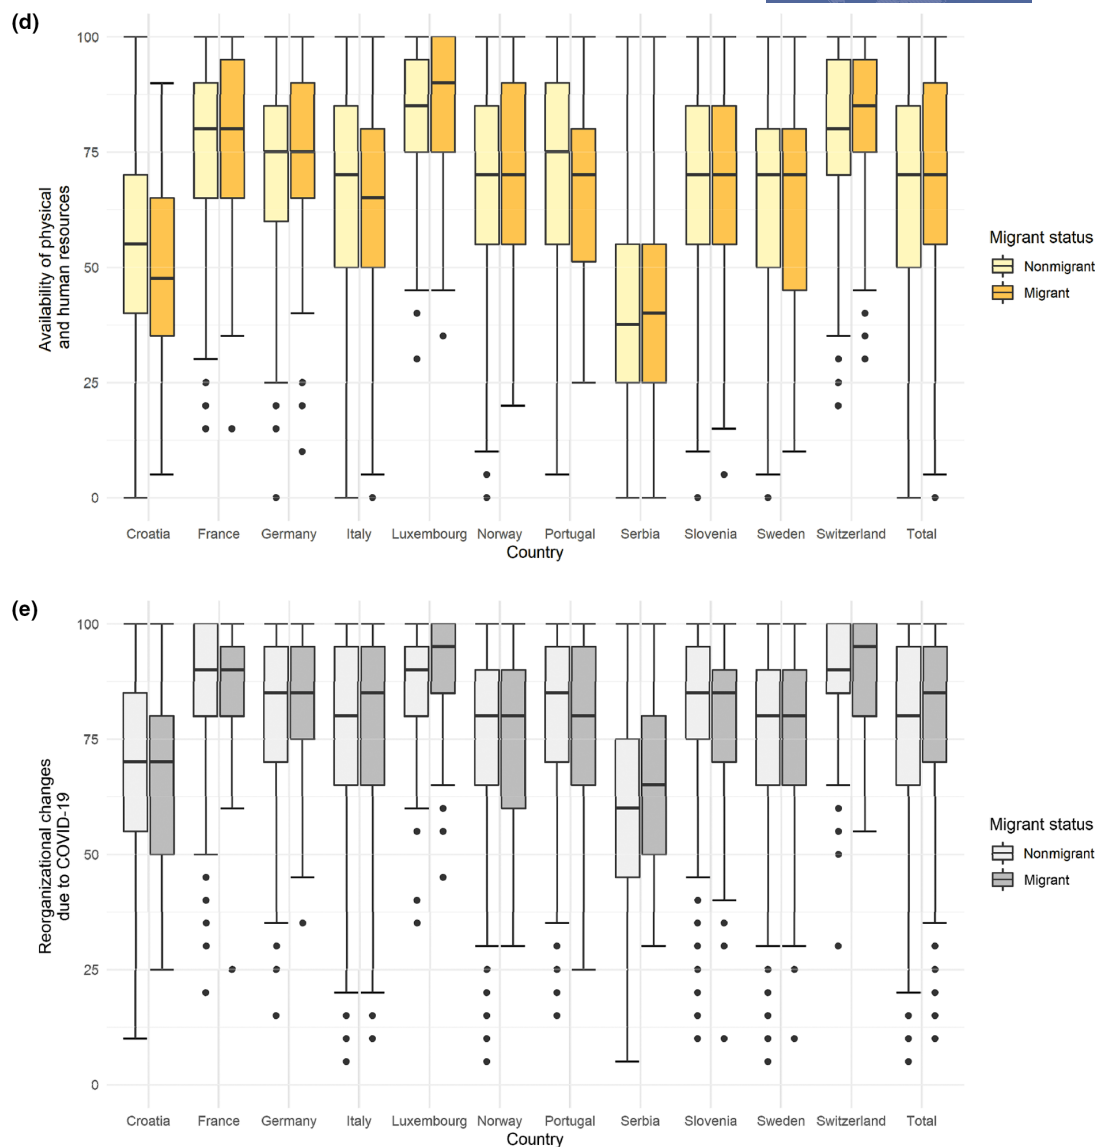 (d)
100
75
50
25
0
Availability of physical
and human resources
Croatia France Germany Italy Luxembourg Norway Portugal Serbia Slovenia Sweden Switzerland Total
Country
Migrant status
Nonmigrant
Migrant
(e)
100
75
50
25
0
Reorganizational changes
due to COVID-19
Croatia France Germany Italy Luxembourg Norway Portugal Serbia Slovenia Sweden Switzerland Total
Country
Migrant status
Nonmigrant
Migrant